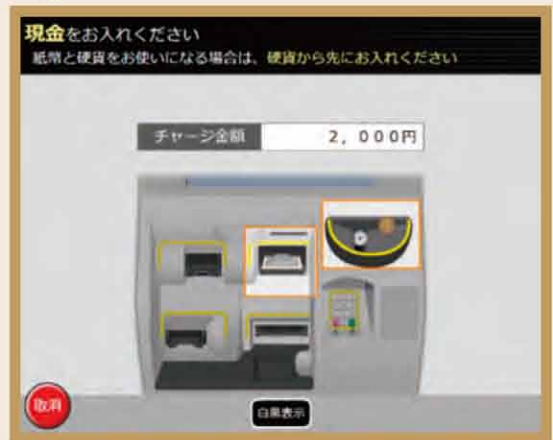 現金をお入れください
紙幣と硬貨をお使いになる場合は、硬貨から先にお入れください
チャージ金額 2,000円
取消
白黒表示